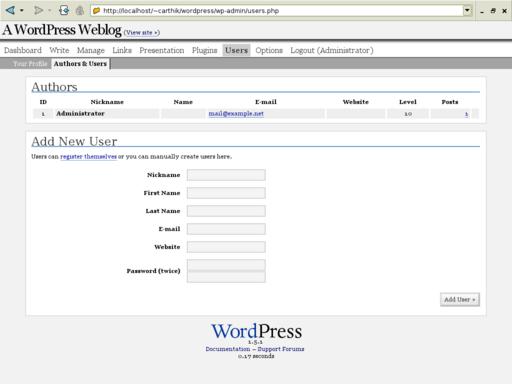 http://localhost/~carthik/wordpress/wp-admin/users.php
A WordPress Weblog (View site »)
Dashboard Write Manage Links Presentation Plugins Users Options Logout (Administrator)
Your Profile Authors & Users
Authors
ID Nickname Name E-mail Website Level Posts
1 Administrator mail@example.net 10 1
Add New User
Users can register themselves or you can manually create users here.
Nickname
First Name
Last Name
E-mail
Website
Password (twice)
Add User »
WordPress
1.5.1
Documentation — Support Forums
0.17 seconds